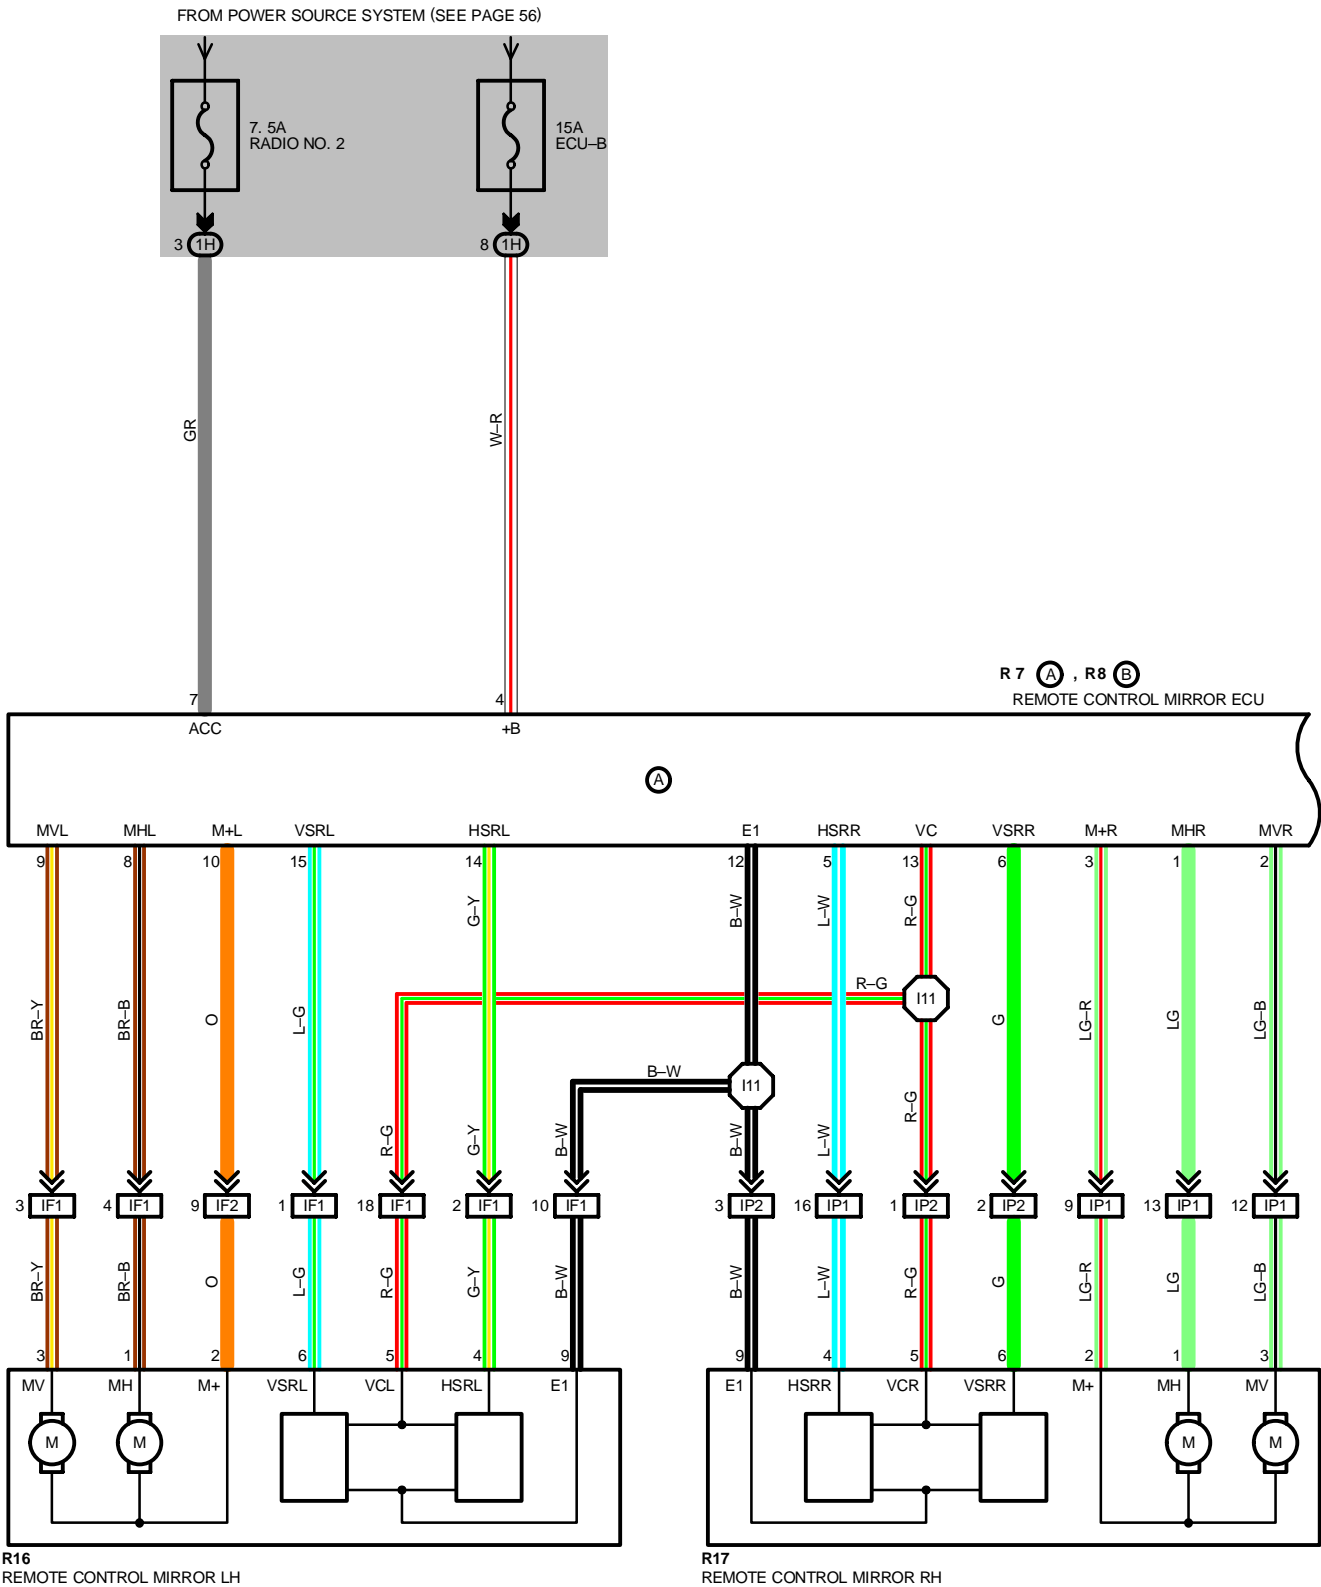 FROM POWER SOURCE SYSTEM (SEE PAGE 56)
7. 5A
RADIO NO. 2
15A
ECU–B
3 1H
8 1H
GR
W–R
R 7 A , R8 B
REMOTE CONTROL MIRROR ECU
7
4
ACC
+B
A
MVL MHL M+L VSRL HSRL E1 HSRR VC VSRR M+R MHR MVR
9 8 10 15 14 12 5 13 6 3 1 2
G–Y B–W L–W R–G
R–G
I11
BR–Y BR–B O L–G G LG–R LG LG–B
B–W
I11
R–G
R–G G–Y B–W B–W L–W
3 IF1 4 IF1 9 IF2 1 IF1 18 IF1 2 IF1 10 IF1 3 IP2 16 IP1 1 IP2 2 IP2 9 IP1 13 IP1 12 IP1
BR–Y BR–B O L–G R–G G–Y B–W B–W L–W R–G G LG–R LG LG–B
3 1 2 6 5 4 9 9 4 5 6 2 1 3
MV MH M+ VSRL VCL HSRL E1 E1 HSRR VCR VSRR M+ MH MV
M M M M
R16
REMOTE CONTROL MIRROR LH
R17
REMOTE CONTROL MIRROR RH